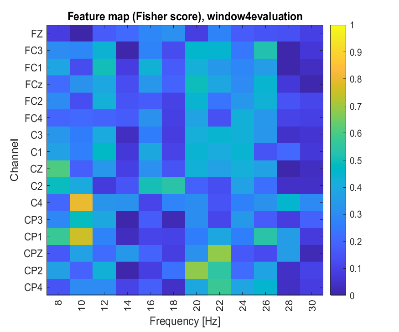 Feature map (Fisher score), window4evaluation
Channel
FZ
FC3
FC1
FCz
FC2
FC4
C3
C1
CZ
C2
C4
CP3
CP1
CPZ
CP2
CP4
8 10 12 14 16 18 20 22 24 26 28 30
Frequency [Hz]
1
0.9
0.8
0.7
0.6
0.5
0.4
0.3
0.2
0.1
0